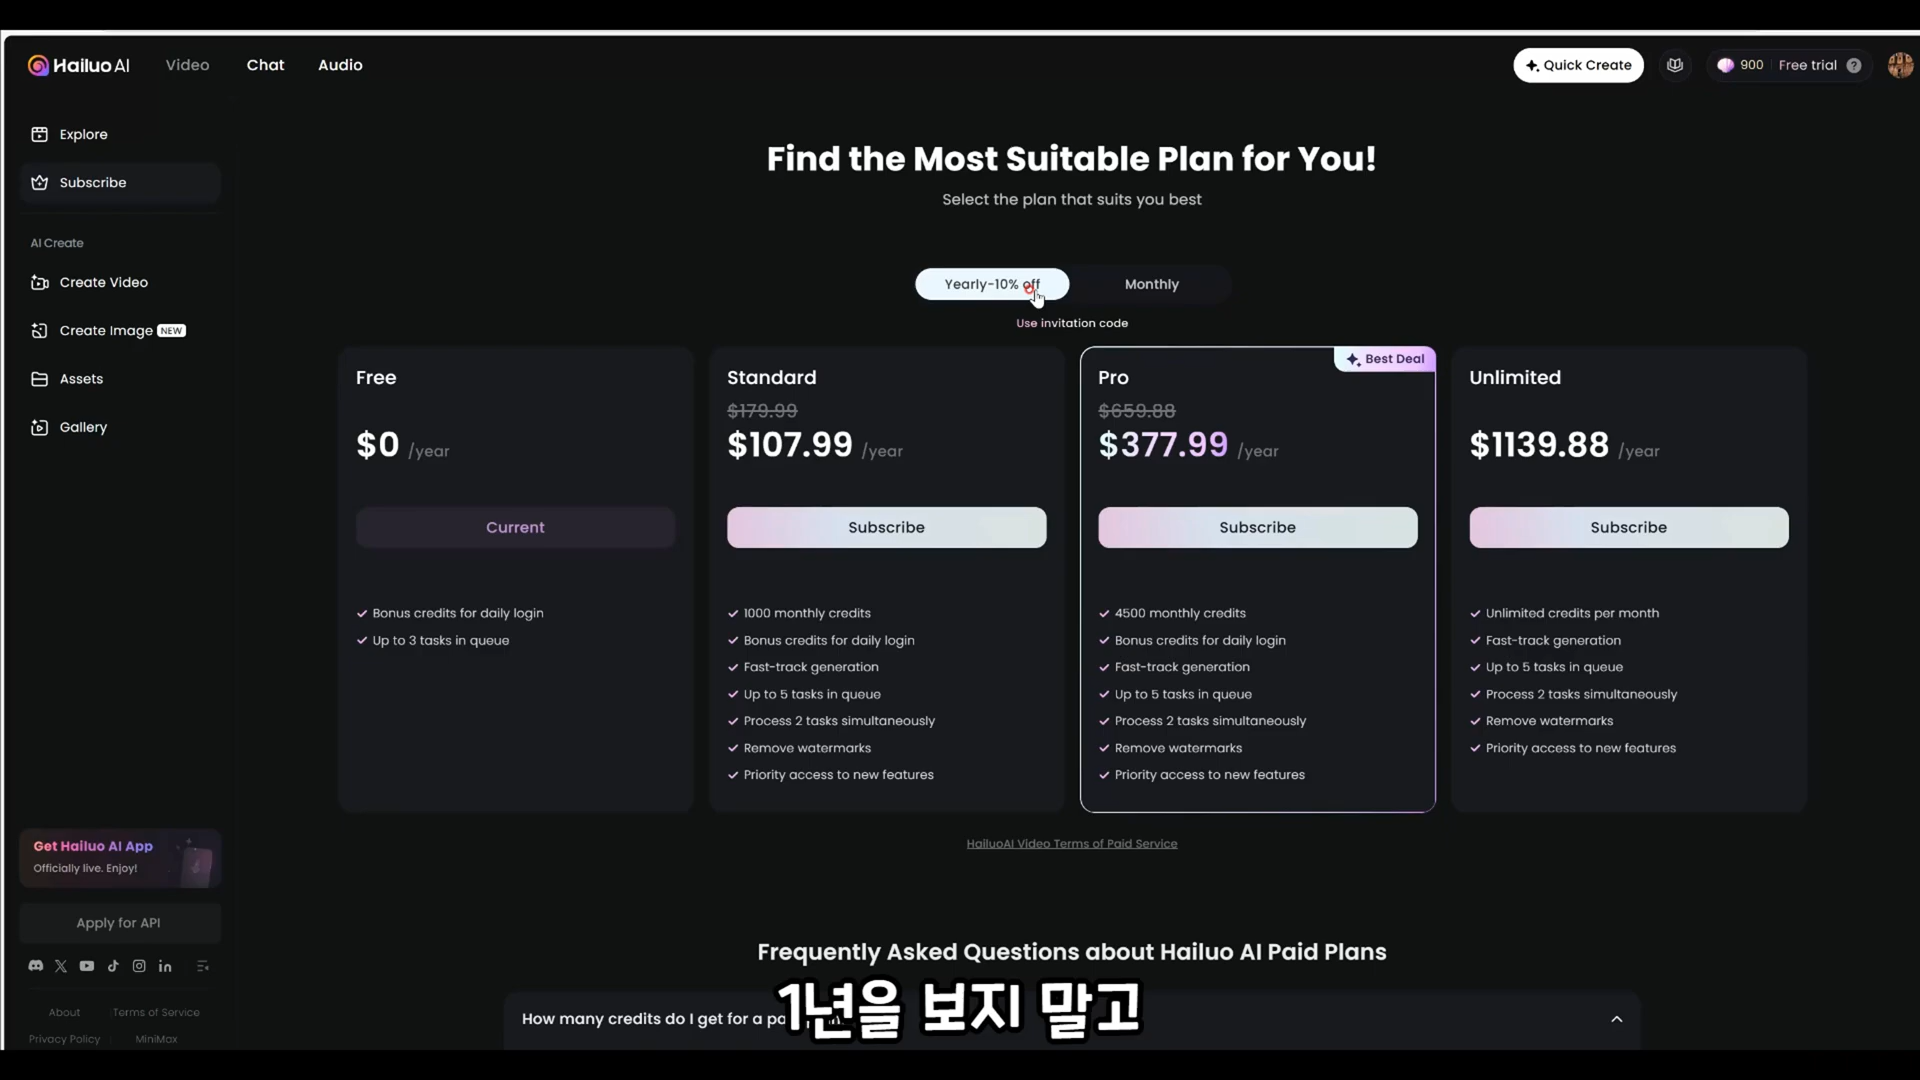 Hailuo AI
Video
Chat
Audio
Quick Create
900
Free trial
?
Explore
Subscribe
AI Create
Create Video
Create Image NEW
Assets
Gallery
Find the Most Suitable Plan for You!
Select the plan that suits you best
Yearly-10% off
Monthly
Use invitation code
Free
$0 /year
Current
Bonus credits for daily login
Up to 3 tasks in queue
Standard
$179.99
$107.99 /year
Subscribe
1000 monthly credits
Bonus credits for daily login
Fast-track generation
Up to 5 tasks in queue
Process 2 tasks simultaneously
Remove watermarks
Priority access to new features
Best Deal
Pro
$659.88
$377.99 /year
Subscribe
4500 monthly credits
Bonus credits for daily login
Fast-track generation
Up to 5 tasks in queue
Process 2 tasks simultaneously
Remove watermarks
Priority access to new features
Unlimited
$1139.88 /year
Subscribe
Unlimited credits per month
Fast-track generation
Up to 5 tasks in queue
Process 2 tasks simultaneously
Remove watermarks
Priority access to new features
HailuoAI Video Terms of Paid Service
Get Hailuo AI App
Officially live. Enjoy!
Apply for API
About
Terms of Service
Privacy Policy
MiniMax
Frequently Asked Questions about Hailuo AI Paid Plans
How many credits do I get for a
1년을 보지 말고